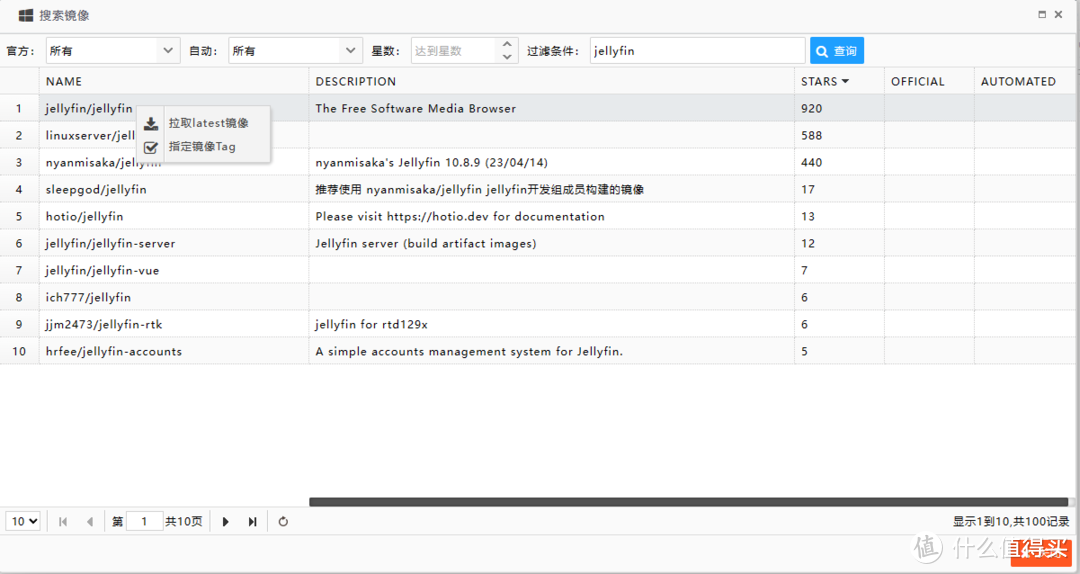 搜索镜像
官方: 所有 自动: 所有 星数: 达到星数 过滤条件: jellyfin 查询
NAME DESCRIPTION STARS OFFICIAL AUTOMATED
1 jellyfin/jellyfin The Free Software Media Browser 920
拉取latest镜像
2 linuxserver/jell 588
指定镜像Tag
3 nyanmisaka/jellyfin nyanmisaka's Jellyfin 10.8.9 (23/04/14) 440
4 sleepgod/jellyfin 推荐使用 nyanmisaka/jellyfin jellyfin开发组成员构建的镜像 17
5 hotio/jellyfin Please visit https://hotio.dev for documentation 13
6 jellyfin/jellyfin-server Jellyfin server (build artifact images) 12
7 jellyfin/jellyfin-vue 7
8 ich777/jellyfin 6
9 jjm2473/jellyfin-rtk jellyfin for rtd129x 6
10 hrfee/jellyfin-accounts A simple accounts management system for Jellyfin. 5
10 第 1 共10页 显示1到10,共100记录
值 什么值得买